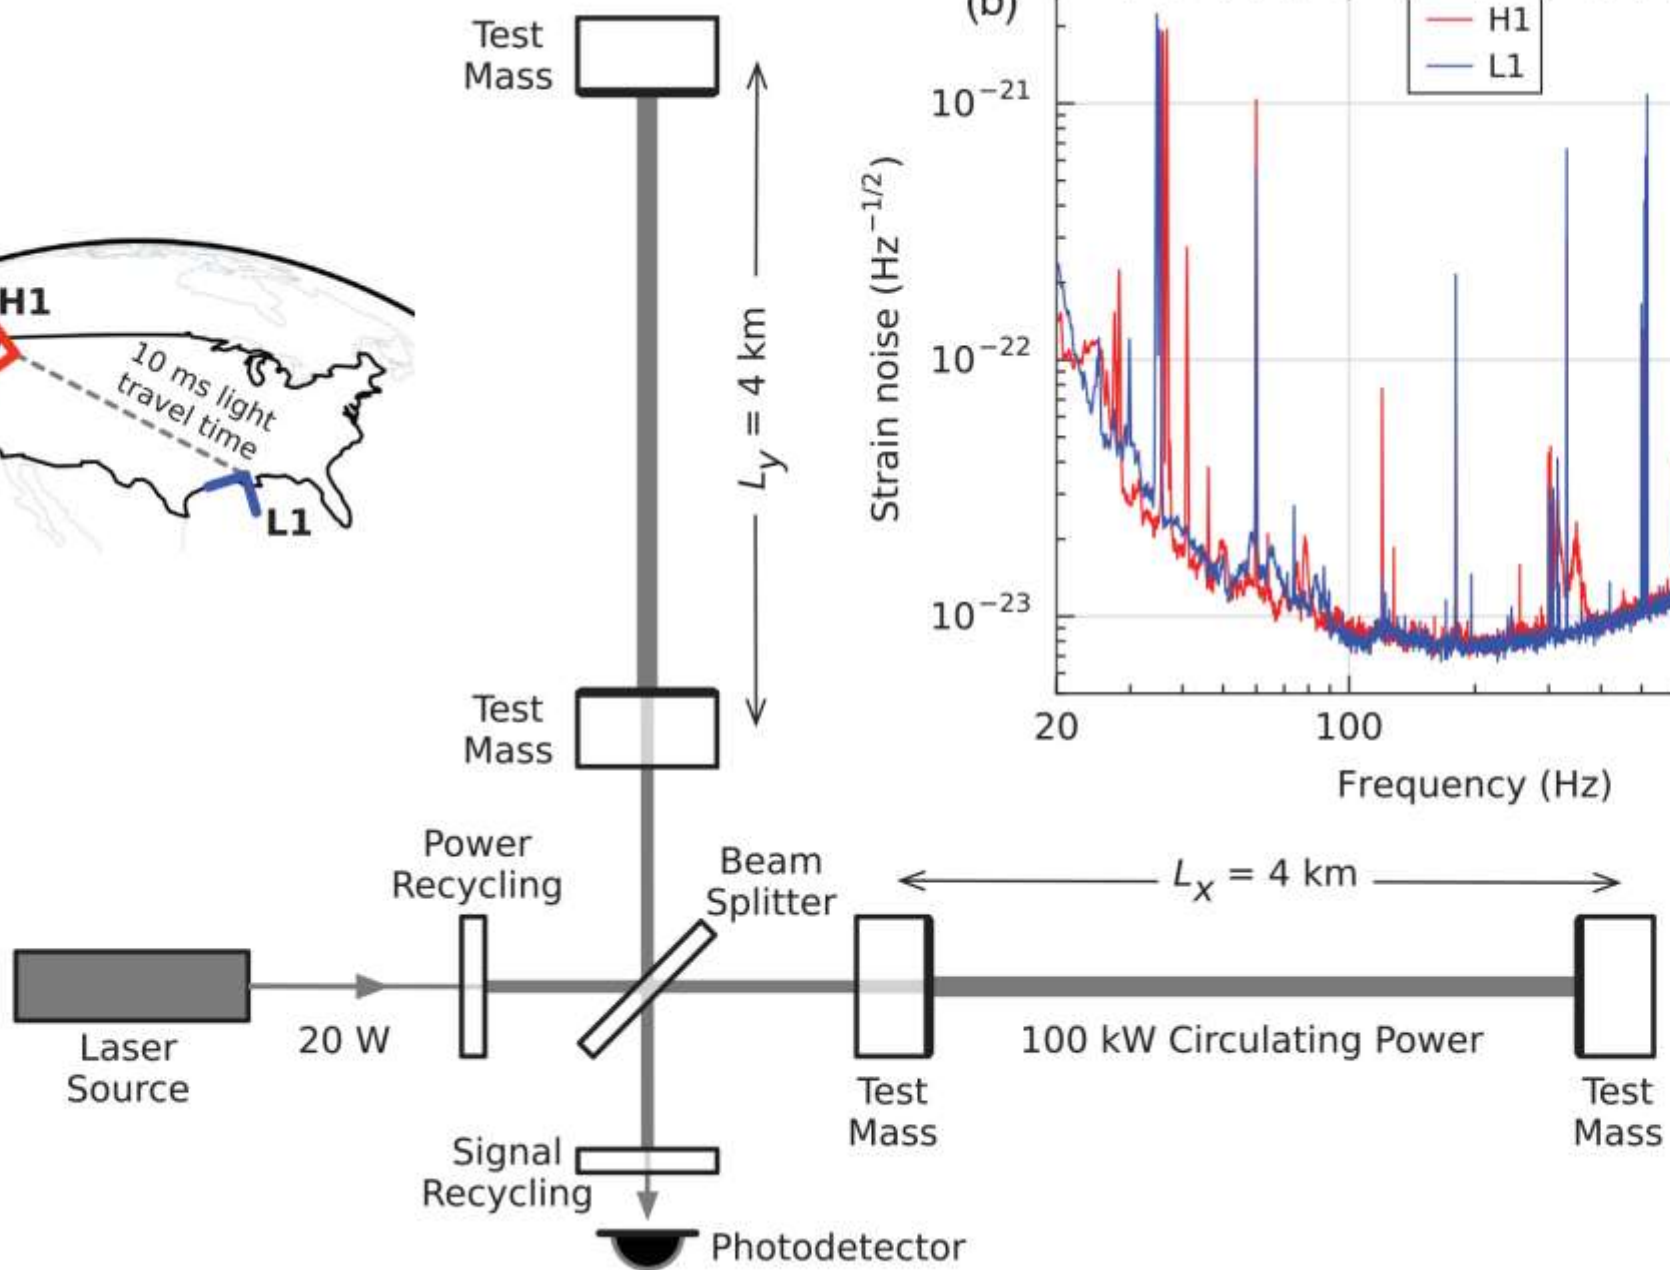 Test
Mass
H1
10 ms light
travel time
L1
L_y = 4 km
Test
Mass
Power
Recycling
Beam
Splitter
L_x = 4 km
Laser
Source
20 W
100 kW Circulating Power
Test
Mass
Test
Mass
Signal
Recycling
Photodetector
(b)
H1
L1
Strain noise (Hz^{-1/2})
10^{-21}
10^{-22}
10^{-23}
20
100
Frequency (Hz)